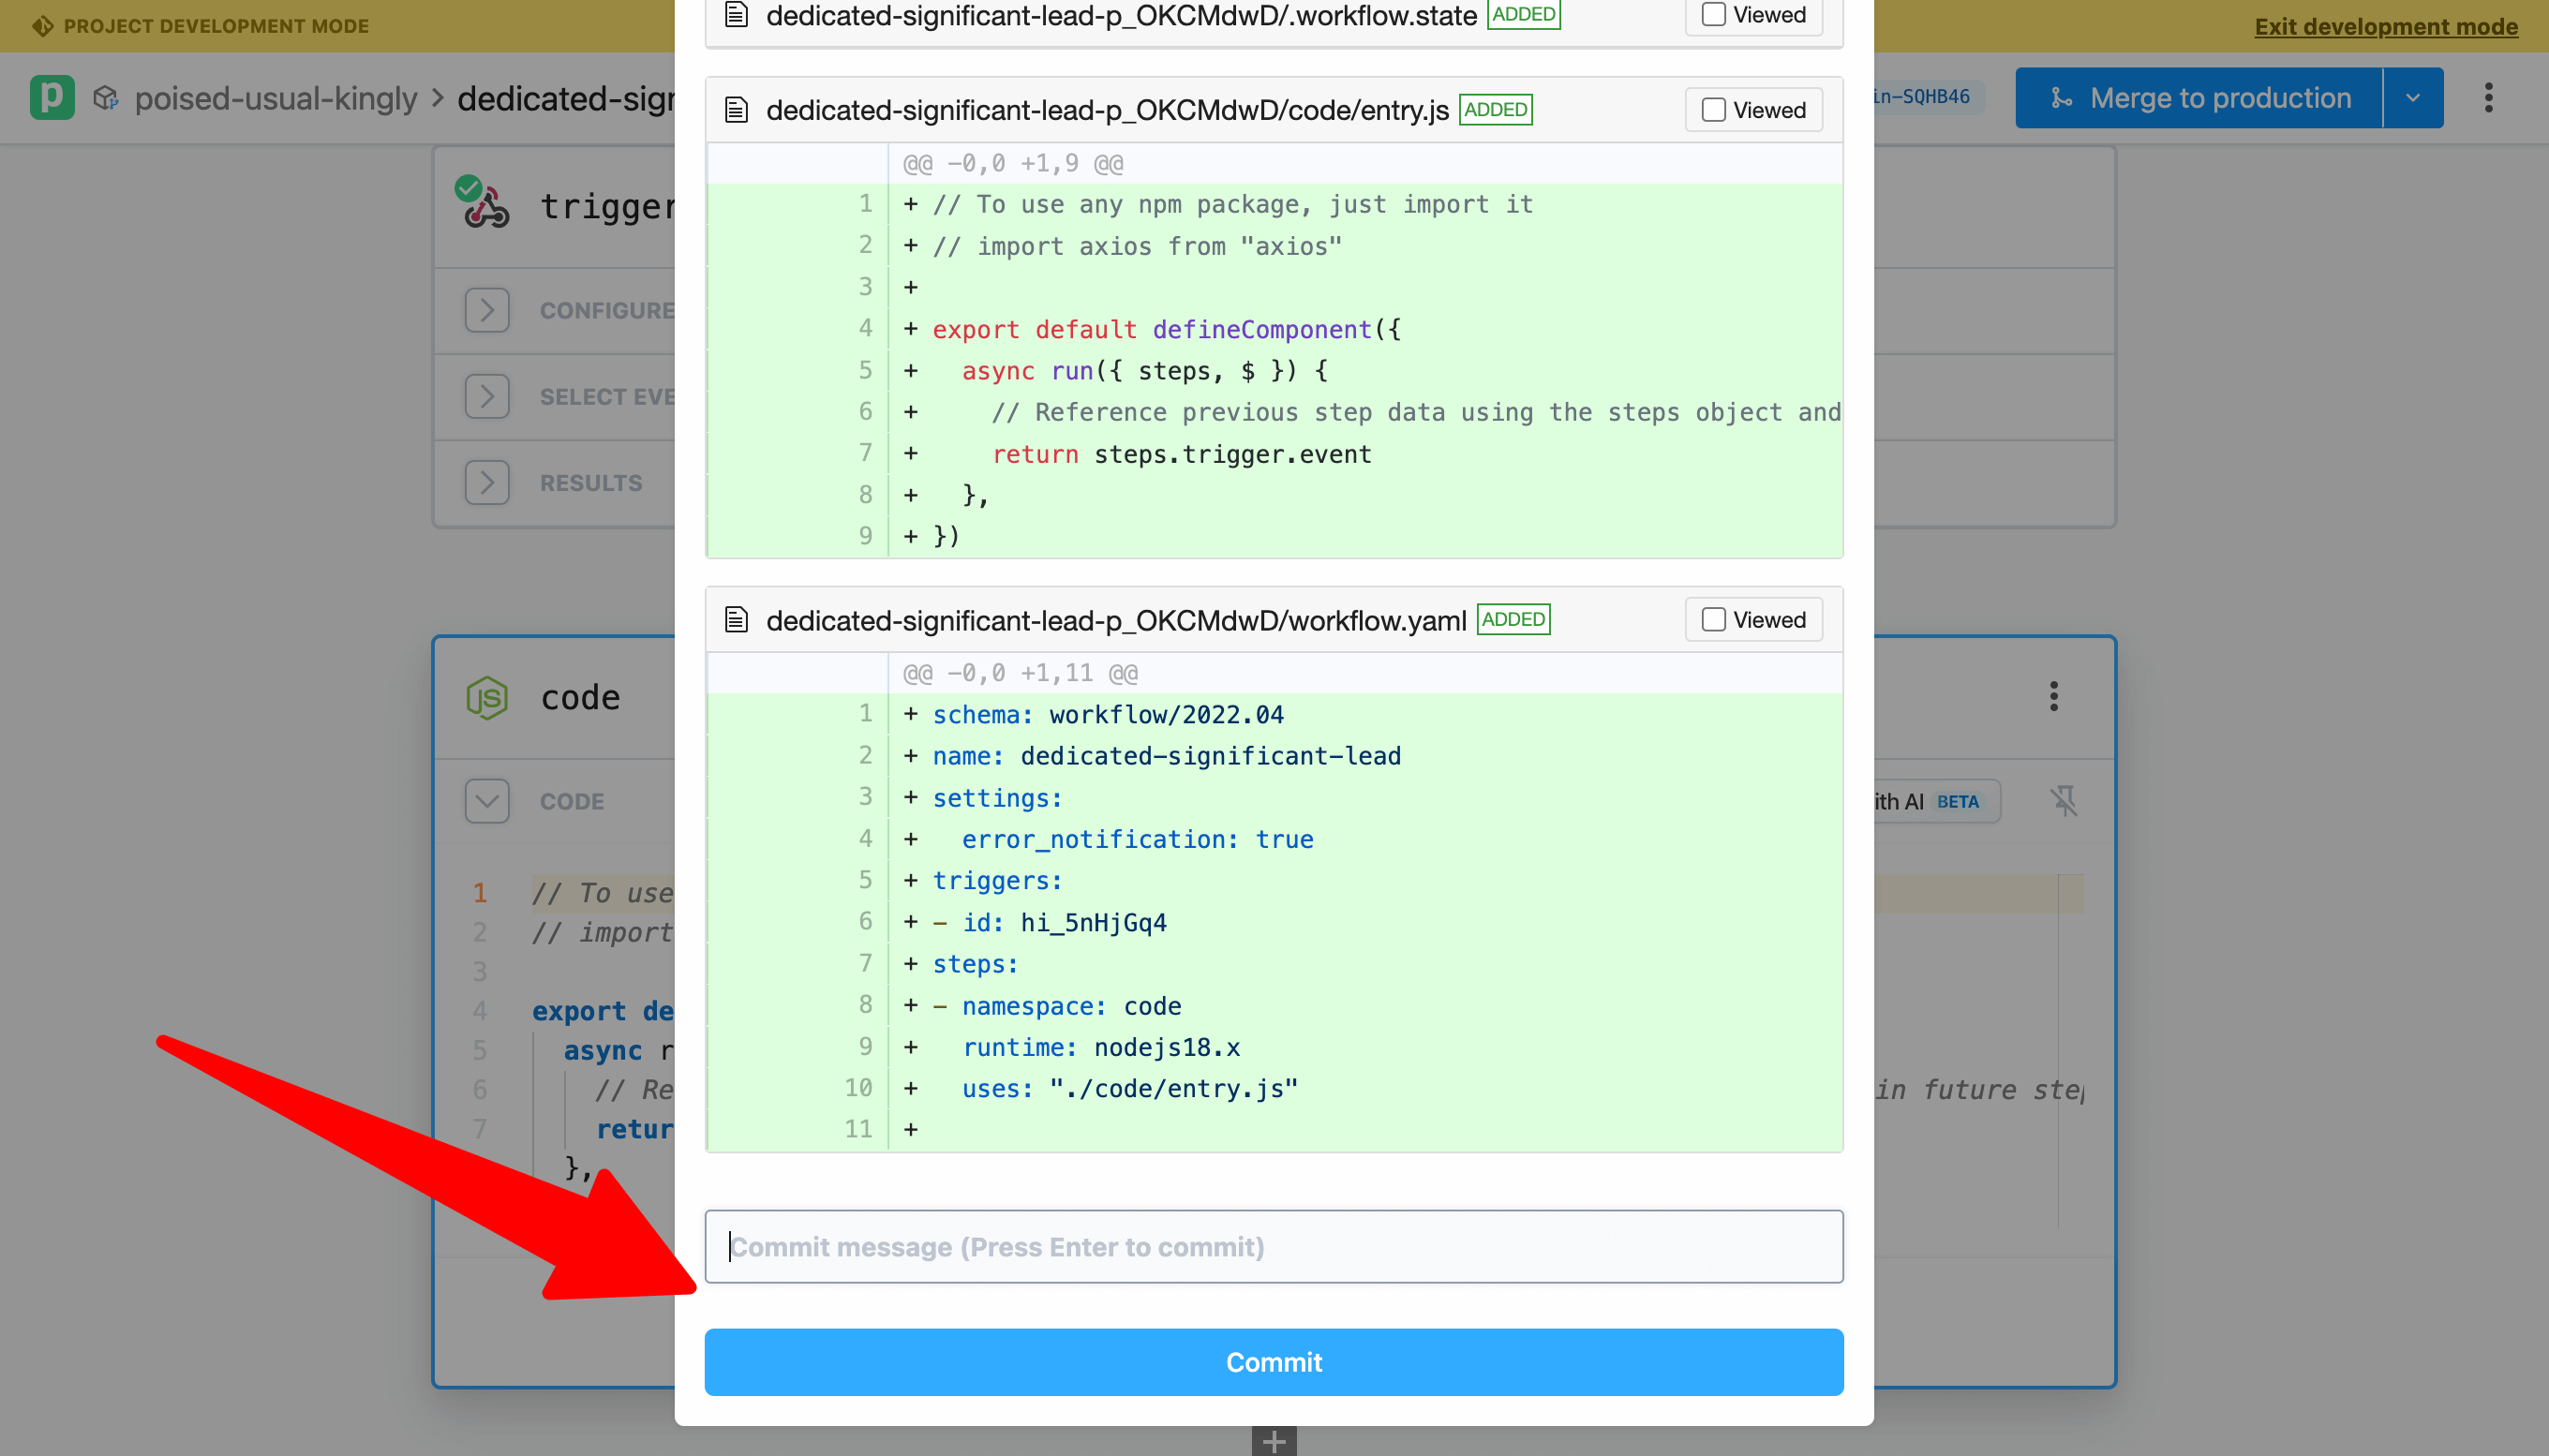 PROJECT DEVELOPMENT MODE
Exit development mode
p poised-usual-kingly > dedicated-sigr
in-SQHB46
Merge to production
dedicated-significant-lead-p_OKCMdwD/.workflow.state ADDED Viewed
dedicated-significant-lead-p_OKCMdwD/code/entry.js ADDED Viewed
@@ -0,0 +1,9 @@
1 + // To use any npm package, just import it
2 + // import axios from "axios"
3 +
4 + export default defineComponent({
5 + async run({ steps, $ }) {
6 + // Reference previous step data using the steps object and
7 + return steps.trigger.event
8 + },
9 + })
dedicated-significant-lead-p_OKCMdwD/workflow.yaml ADDED Viewed
@@ -0,0 +1,11 @@
1 + schema: workflow/2022.04
2 + name: dedicated-significant-lead
3 + settings:
4 + error_notification: true
5 + triggers:
6 + - id: hi_5nHjGq4
7 + steps:
8 + - namespace: code
9 + runtime: nodejs18.x
10 + uses: "./code/entry.js"
11 +
Commit message (Press Enter to commit)
Commit
trigger
CONFIGURE
SELECT EVE
RESULTS
JS code
CODE
ith AI BETA
1 // To use
2 // import
3
4 export de
5 async r
6 // Re in future step
7 retur
},